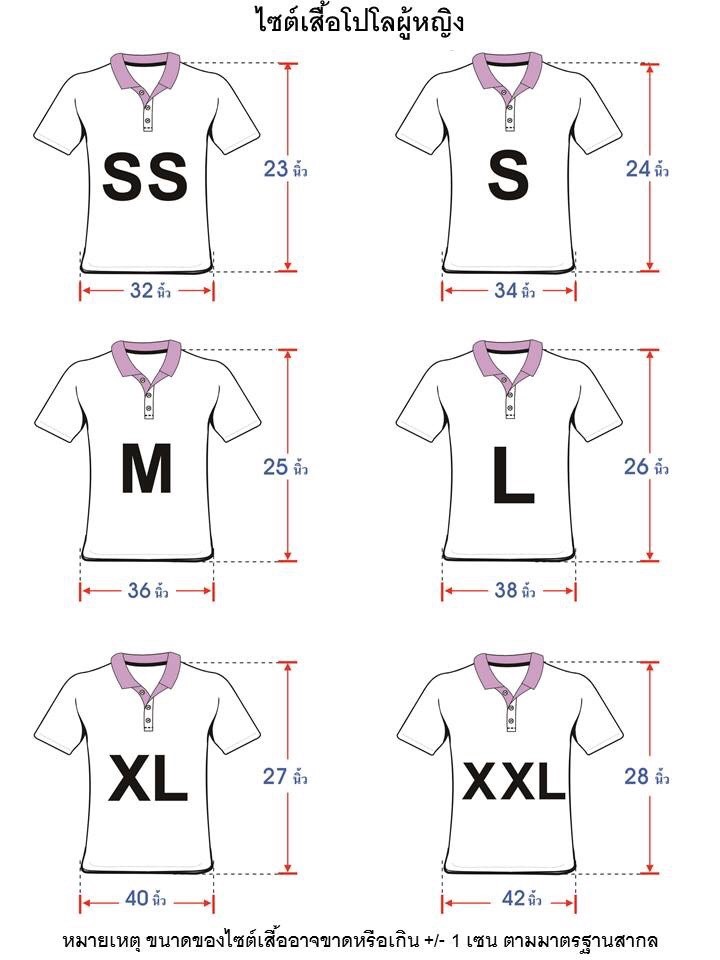 ไซต์เสื้อโปโลผู้หญิง
SS
23 นิ้ว
32 นิ้ว
S
24 นิ้ว
34 นิ้ว
M
25 นิ้ว
36 นิ้ว
L
26 นิ้ว
38 นิ้ว
XL
27 นิ้ว
40 นิ้ว
XXL
28 นิ้ว
42 นิ้ว
หมายเหตุ ขนาดของไซต์เสื้ออาจขาดหรือเกิน +/- 1 เซน ตามมาตรฐานสากล